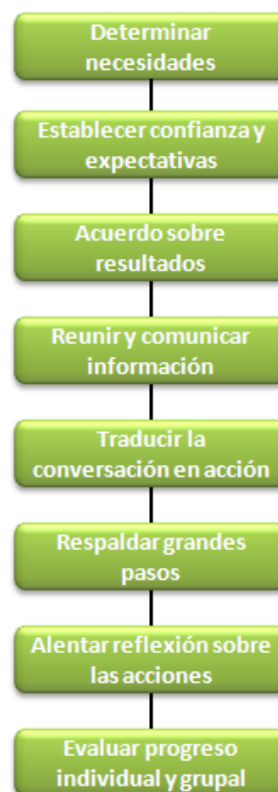 Determinar
necesidades
Establecer confianza y
expectativas
Acuerdo sobre
resultados
Reunir y comunicar
información
Traducir la
conversación en acción
Respaldar grandes
pasos
Alentar reflexión sobre
las acciones
Evaluar progreso
individual y grupal